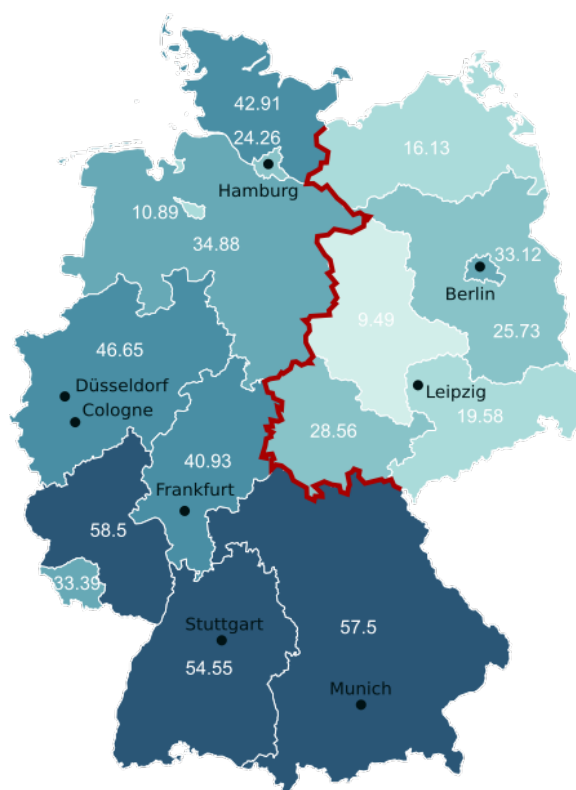 42.91
24.26
Hamburg
16.13
10.89
34.88
33.12
Berlin
9.49
25.73
46.65
Düsseldorf
Cologne
Leipzig
19.58
28.56
40.93
Frankfurt
58.5
33.39
Stuttgart
54.55
57.5
Munich